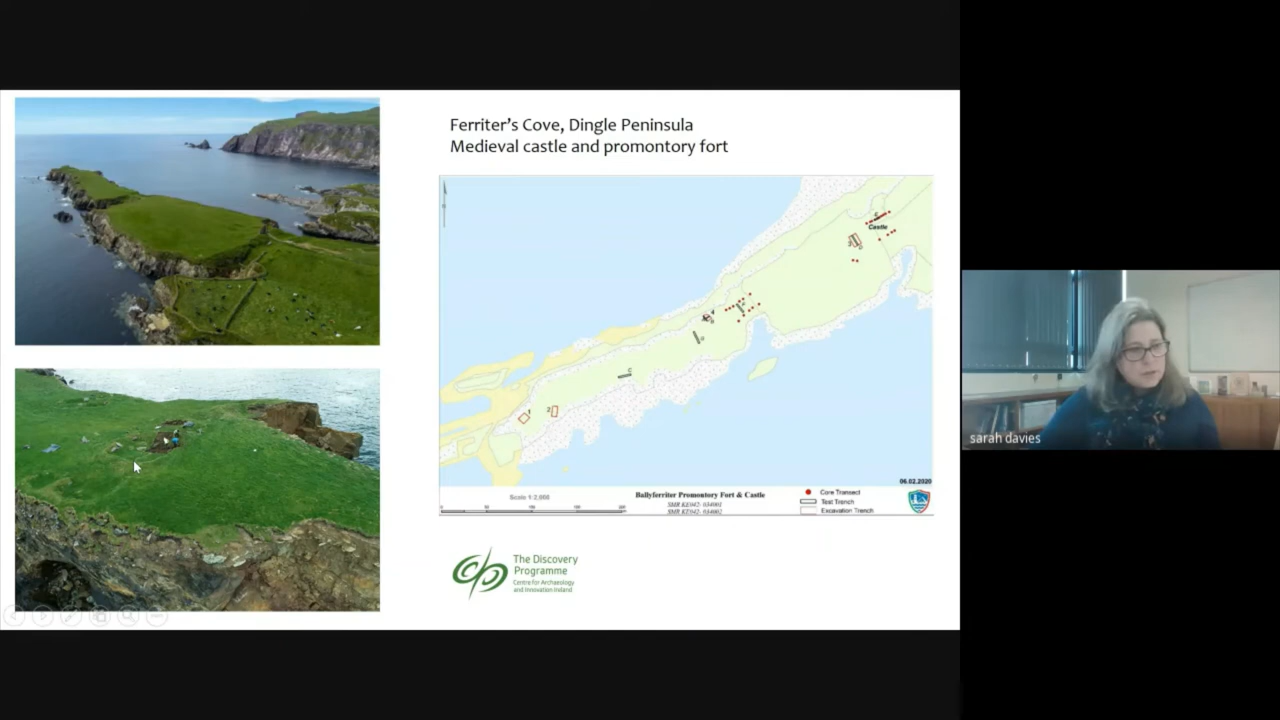 Ferriter's Cove, Dingle Peninsula
Medieval castle and promontory fort
Castle
1
2
C
06.02.2020
Scale 1:2,000
Ballyferriter Promontory Fort & Castle
Core Transect
Test Trench
Excavation Trench
The Discovery
Programme
Centre for Archaeology
and Innovation Ireland
sarah davies